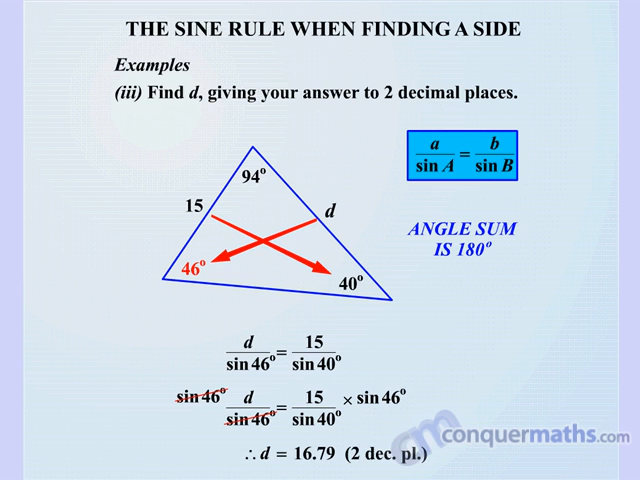 THE SINE RULE WHEN FINDING A SIDE
Examples
(iii) Find d, giving your answer to 2 decimal places.
a/sin A = b/sin B
94°
15
d
ANGLE SUM
IS 180°
46°
40°
d/sin 46° = 15/sin 40°
sin 46° d/sin 46° = 15/sin 40° × sin 46°
∴ d = 16.79 (2 dec. pl.)
cm conquermaths.com